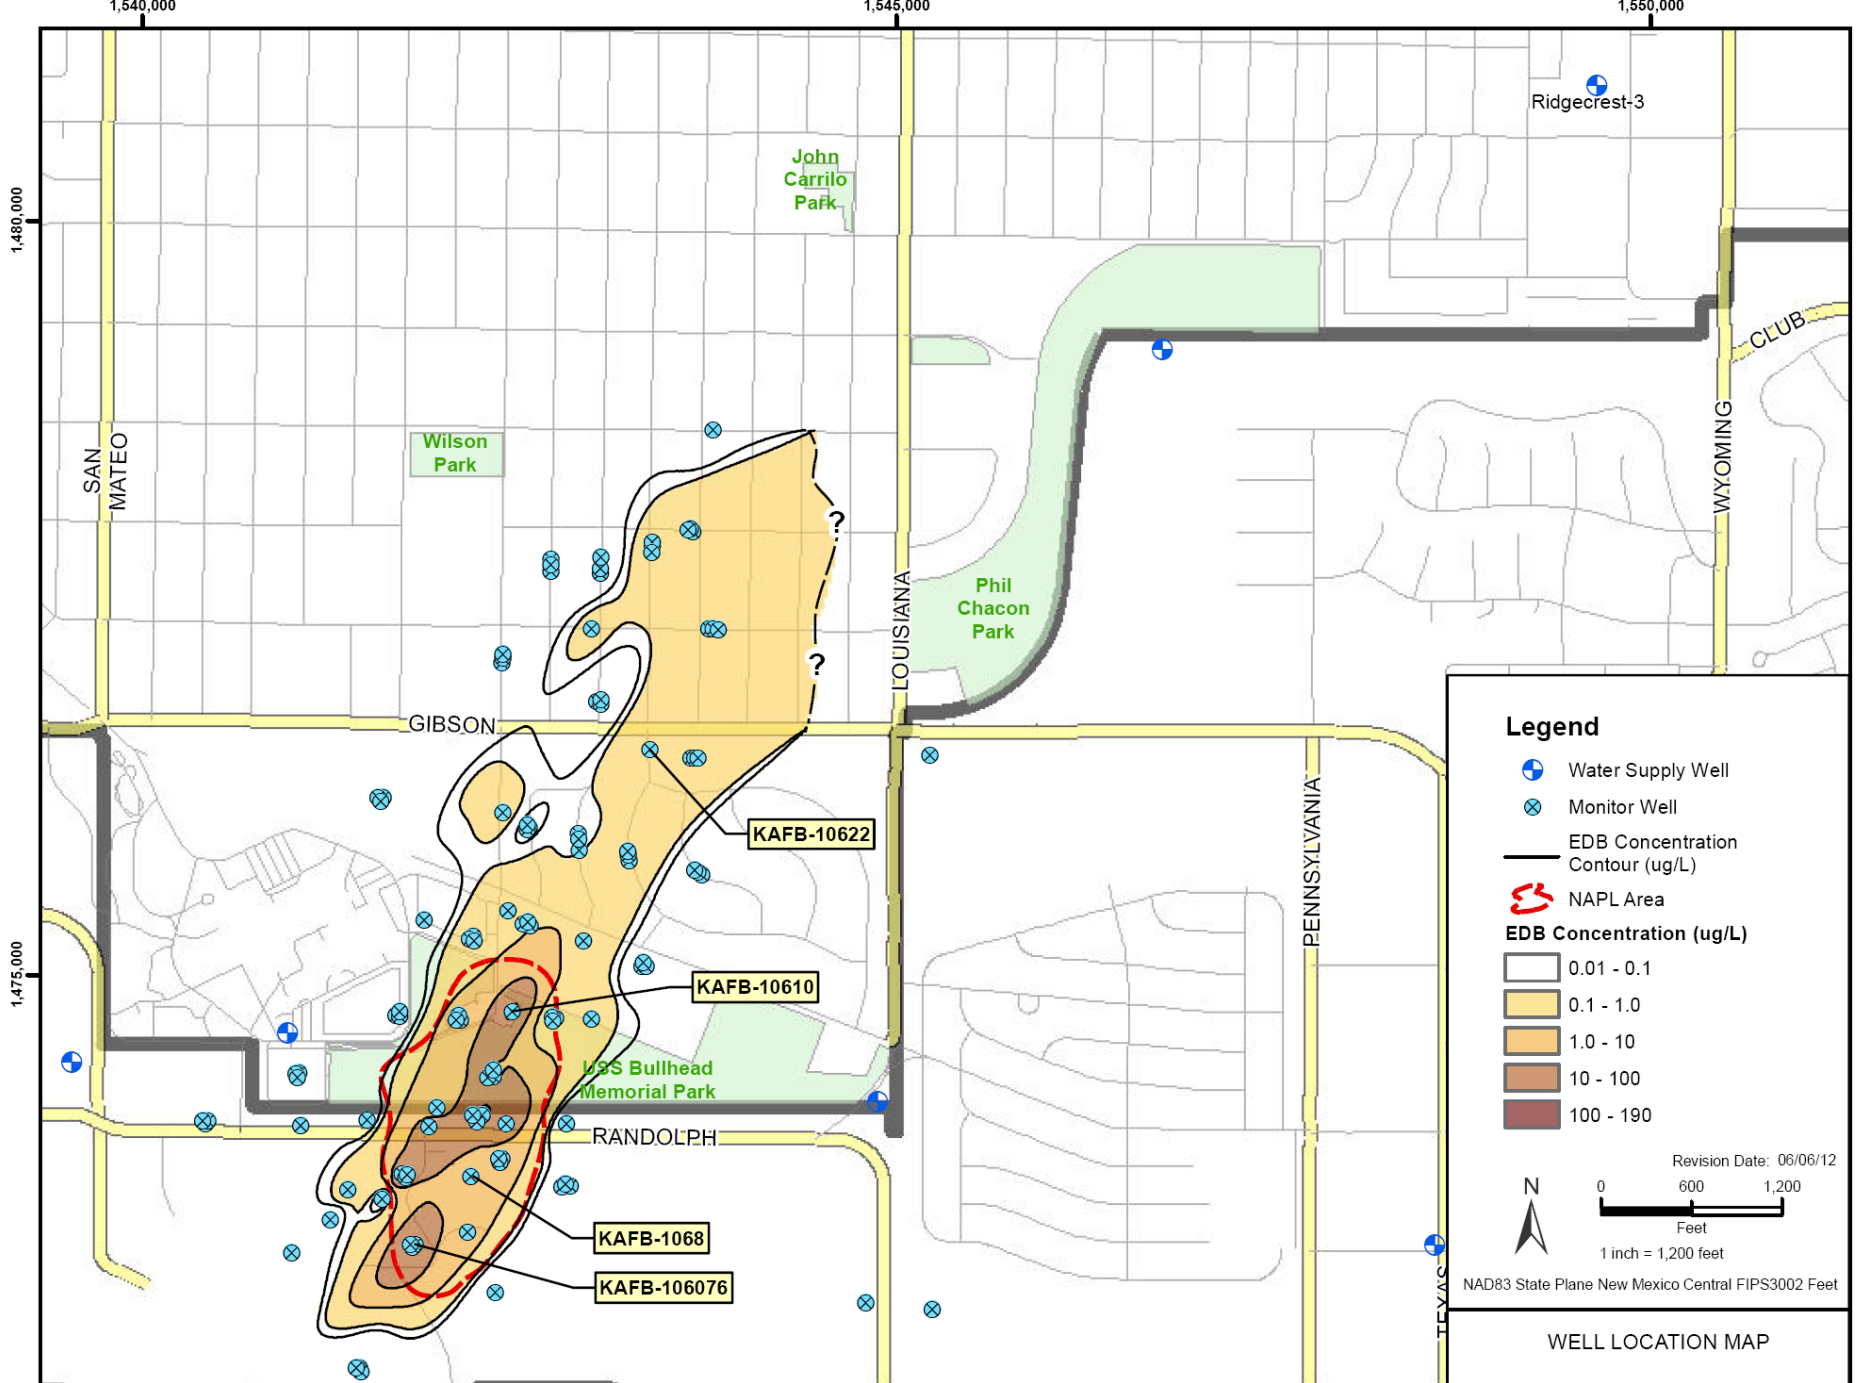 1,540,000
1,545,000
1,550,000
Ridgecrest-3
John
Carrilo
Park
1,480,000
CLUB
Wilson
Park
SAN
MATEO
WYOMING
?
Phil
Chacon
Park
LOUISIANA
?
GIBSON
KAFB-10622
PENNSYLVANIA
1,475,000
KAFB-10610
USS Bullhead
Memorial Park
RANDOLPH
KAFB-1068
KAFB-106076
TEXAS
Legend
Water Supply Well
Monitor Well
EDB Concentration
Contour (ug/L)
NAPL Area
EDB Concentration (ug/L)
0.01 - 0.1
0.1 - 1.0
1.0 - 10
10 - 100
100 - 190
Revision Date: 06/06/12
N
0 600 1,200
Feet
1 inch = 1,200 feet
NAD83 State Plane New Mexico Central FIPS3002 Feet
WELL LOCATION MAP